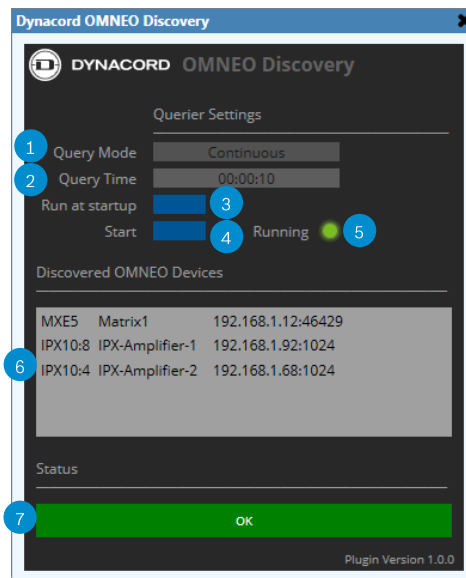 Dynacord OMNEO Discovery
DYNACORD OMNEO Discovery
Querier Settings
1 Query Mode Continuous
2 Query Time 00:00:10
Run at startup 3
Start 4 Running 5
Discovered OMNEO Devices
MXE5 Matrix1 192.168.1.12:46429
IPX10:8 IPX-Amplifier-1 192.168.1.92:1024
6 IPX10:4 IPX-Amplifier-2 192.168.1.68:1024
Status
7 OK
Plugin Version 1.0.0